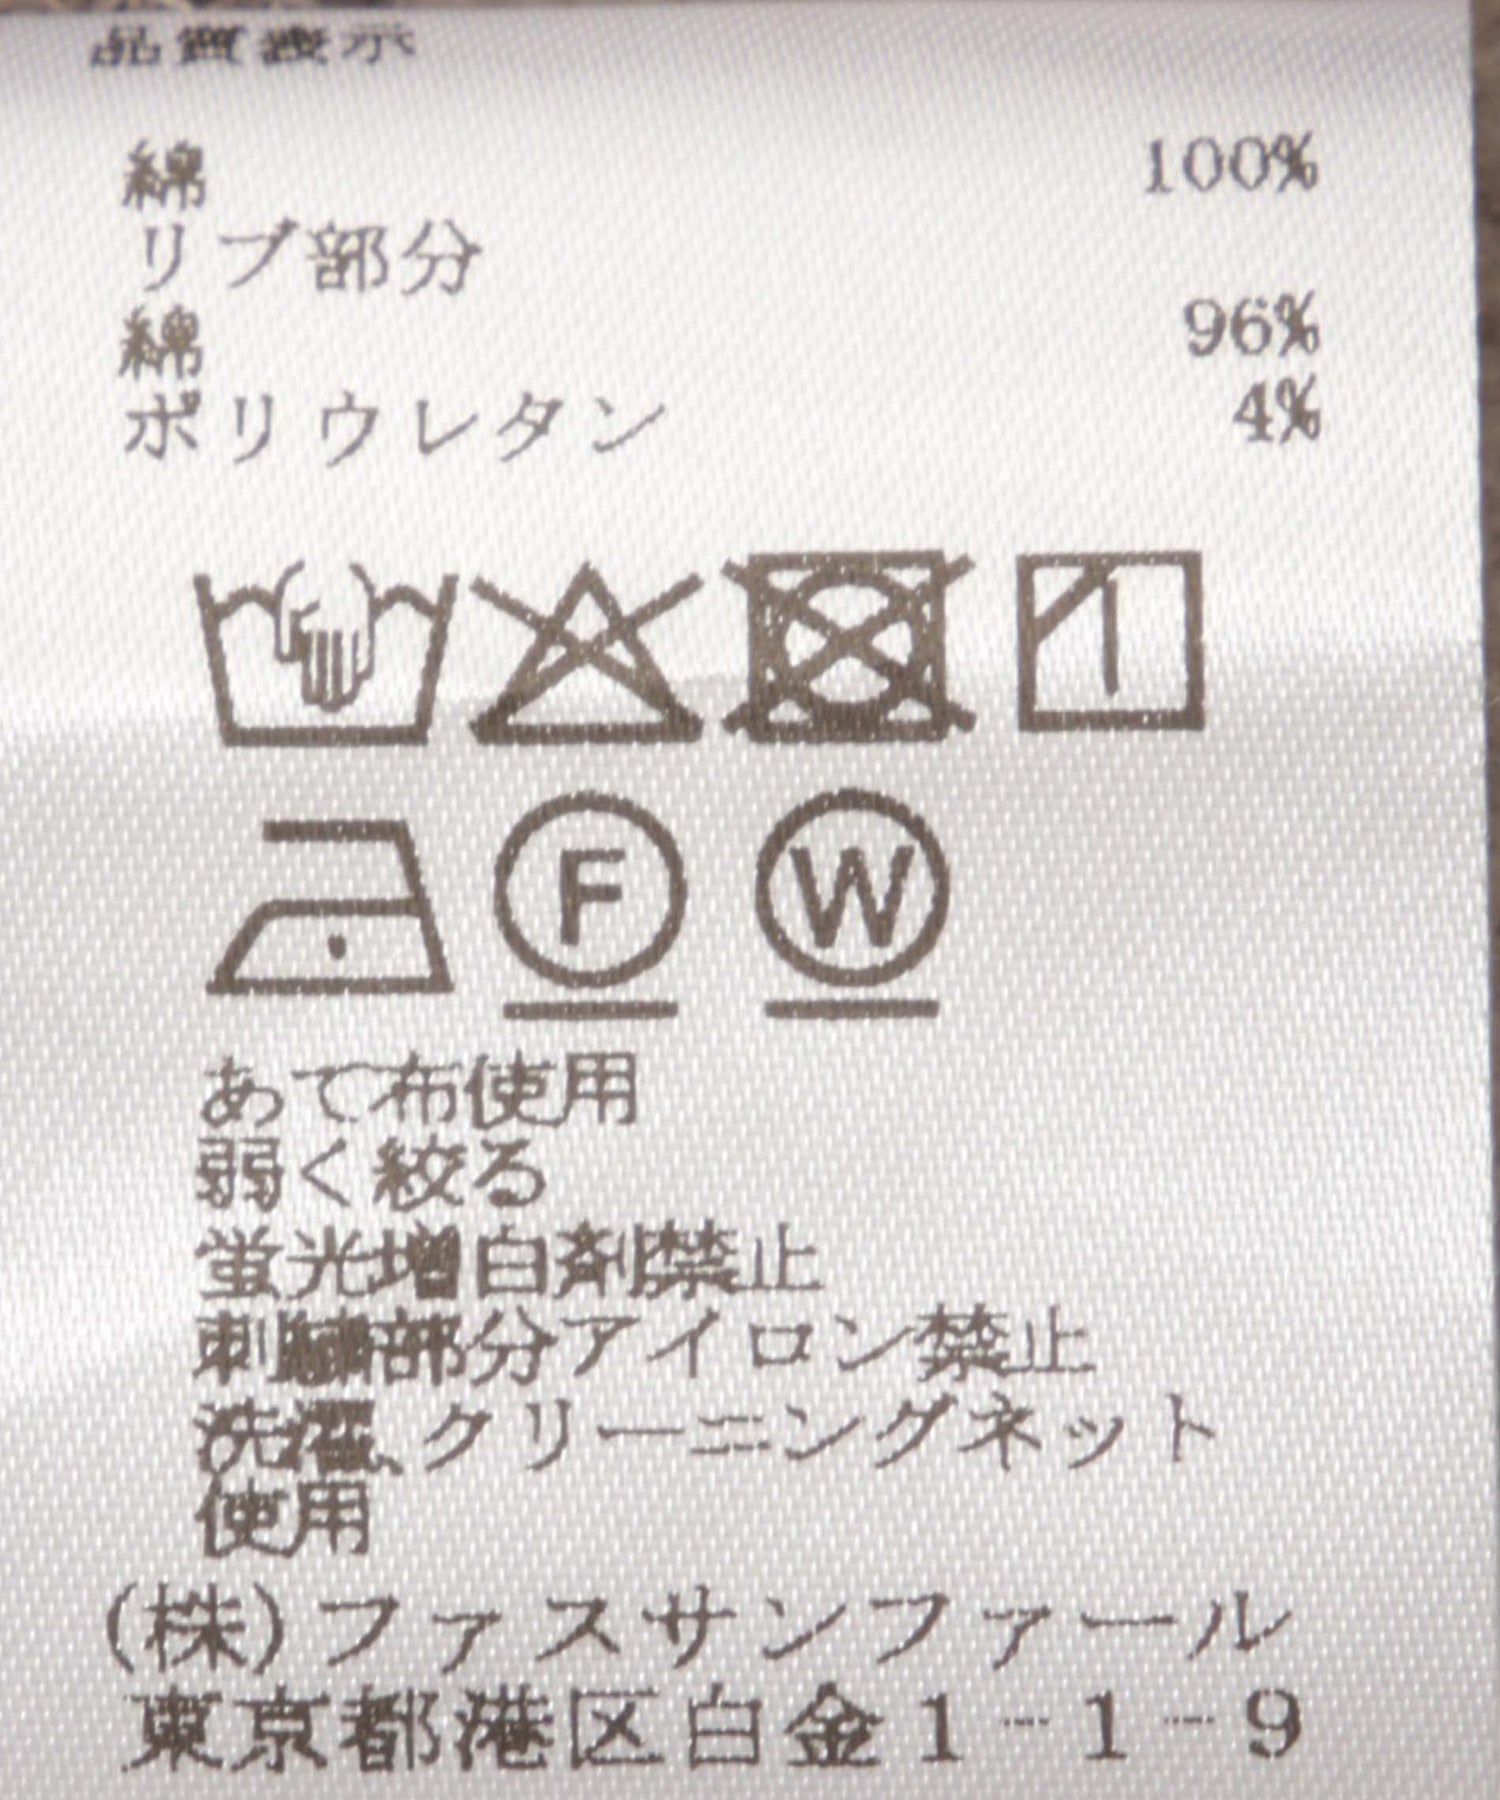 品質表示
綿 100%
リブ部分
綿 96%
ポリウレタン 4%
F W
あて布使用
弱く絞る
蛍光増白剤禁止
刺繍部分アイロン禁止
洗濯、クリーニングネット
使用
(株)ファスサンファール
東京都港区白金1-1-9